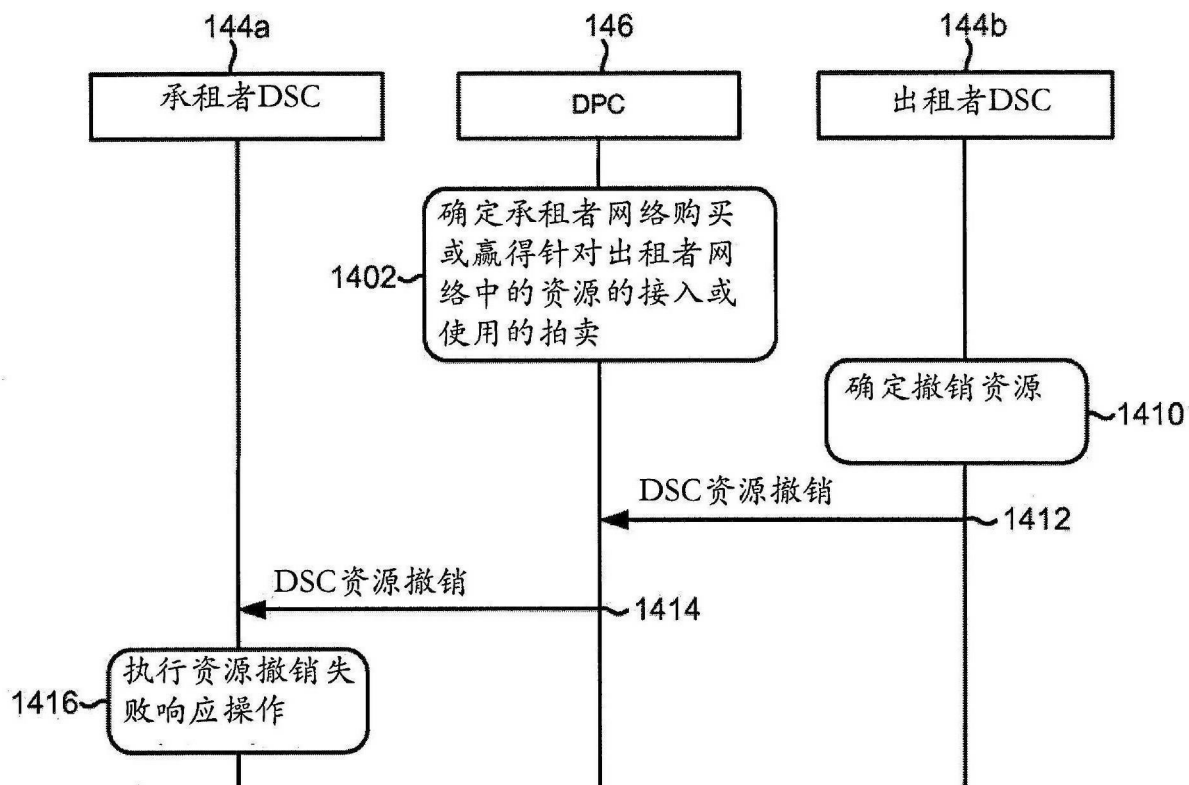 144a
146
144b
承租者DSC
DPC
出租者DSC
确定承租者网络购买
或赢得针对出租者网
络中的资源的接入或
使用的拍卖
1402
确定撤销资源
1410
DSC资源撤销
1412
DSC资源撤销
1414
执行资源撤销失
败响应操作
1416